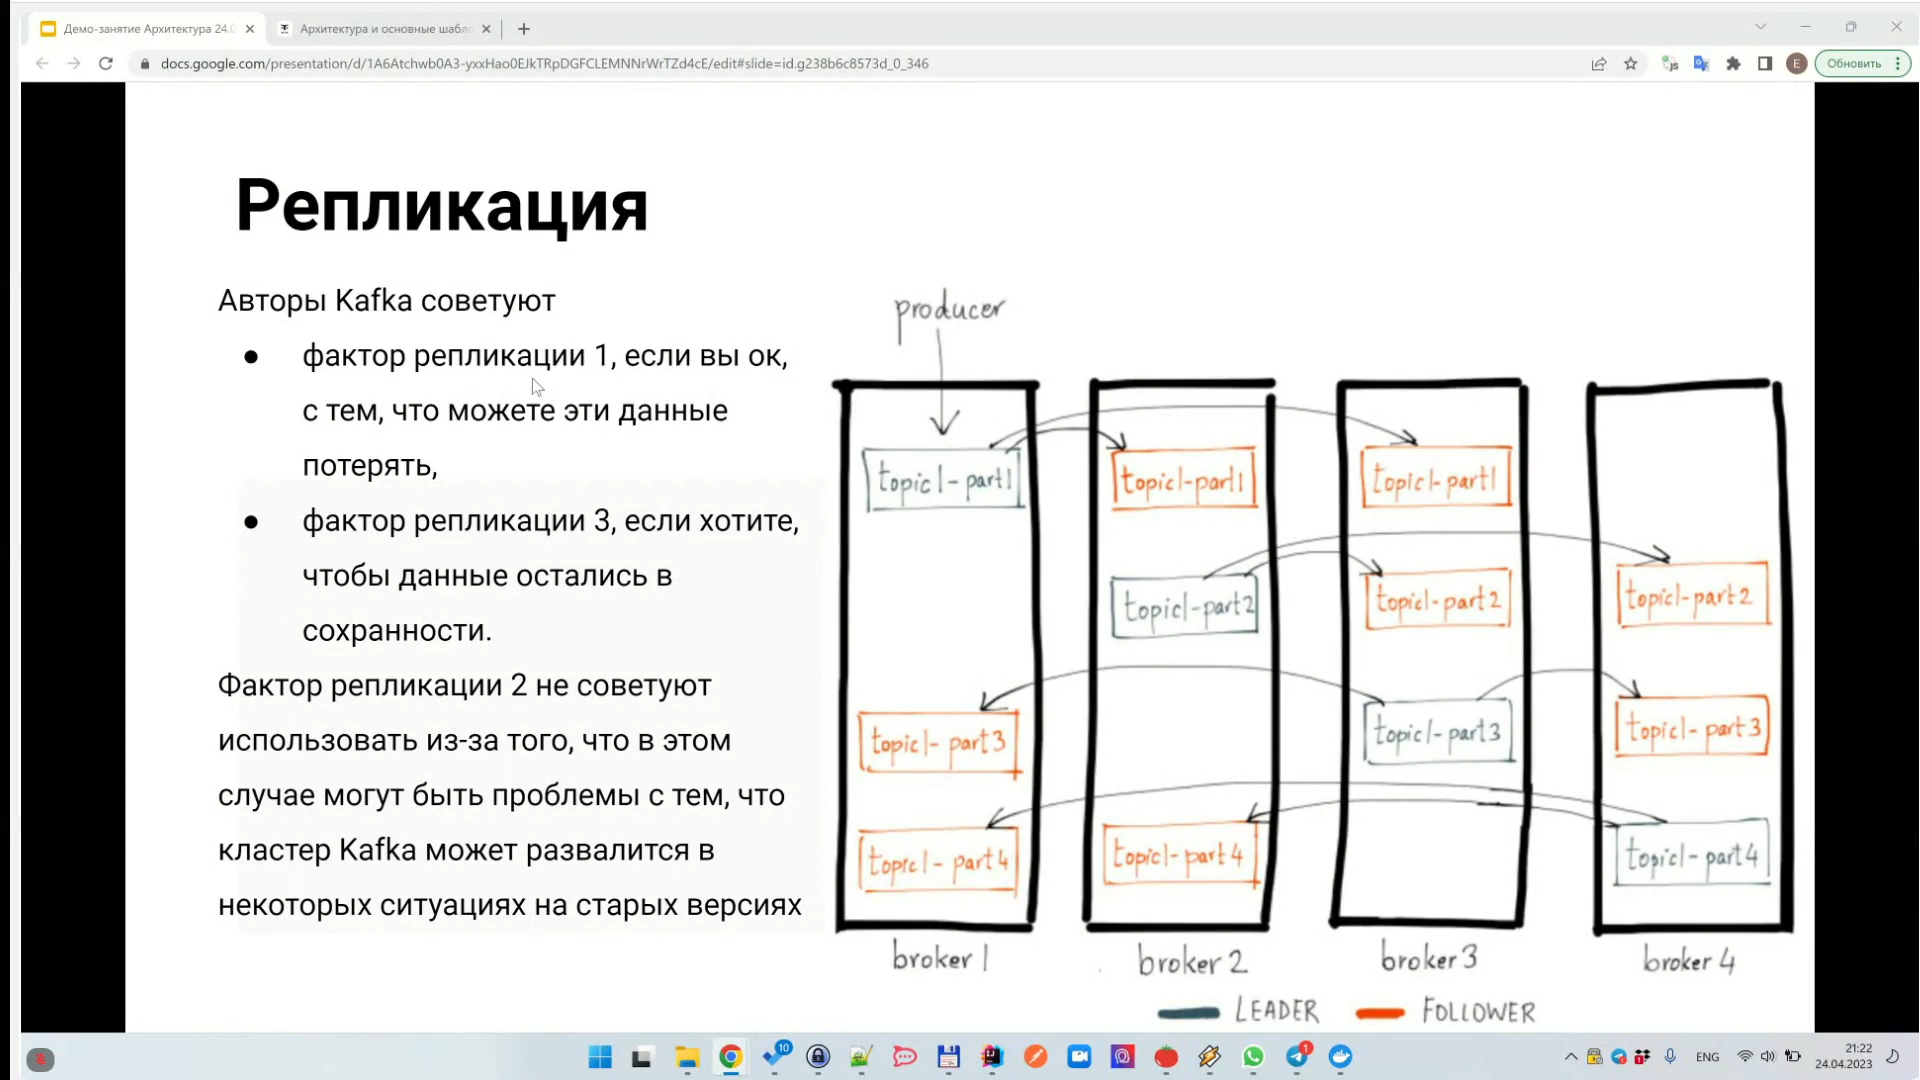 Демо-занятие Архитектура 24.0
Архитектура и основные шабло
docs.google.com/presentation/d/1A6Atchwb0A3-yxxHao0EJkTRpDGFCLEMNNrWrTZd4cE/edit#slide=id.g238b6c8573d_0_346
E
Обновить
Репликация
Авторы Kafka советуют
● фактор репликации 1, если вы ок,
с тем, что можете эти данные
потерять,
● фактор репликации 3, если хотите,
чтобы данные остались в
сохранности.
Фактор репликации 2 не советуют
использовать из-за того, что в этом
случае могут быть проблемы с тем, что
кластер Kafka может развалится в
некоторых ситуациях на старых версиях
producer
topic1-part1
topic1-part1
topic1-part1
topic1-part2
topic1-part2
topic1-part2
topic1-part3
topic1-part3
topic1-part3
topic1-part4
topic1-part4
topic1-part4
broker 1
broker 2
broker 3
broker 4
LEADER
FOLLOWER
10
1
ENG
21:22
24.04.2023